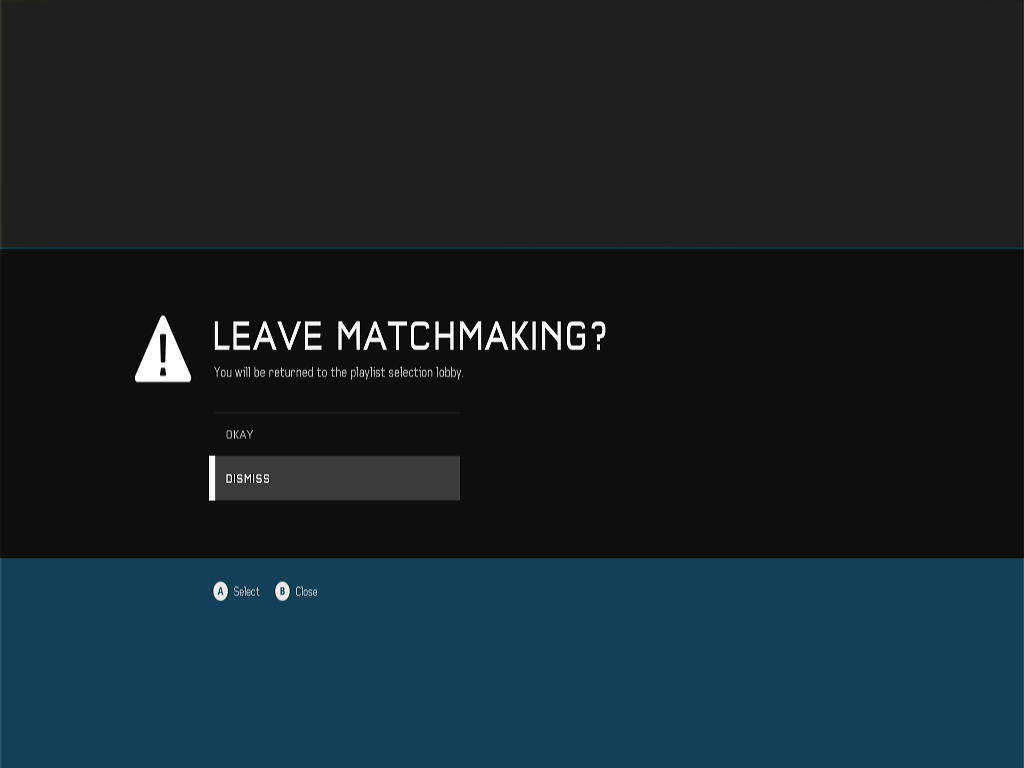 LEAVE MATCHMAKING?
You will be returned to the playlist selection lobby.
OKAY
DISMISS
A Select B Close